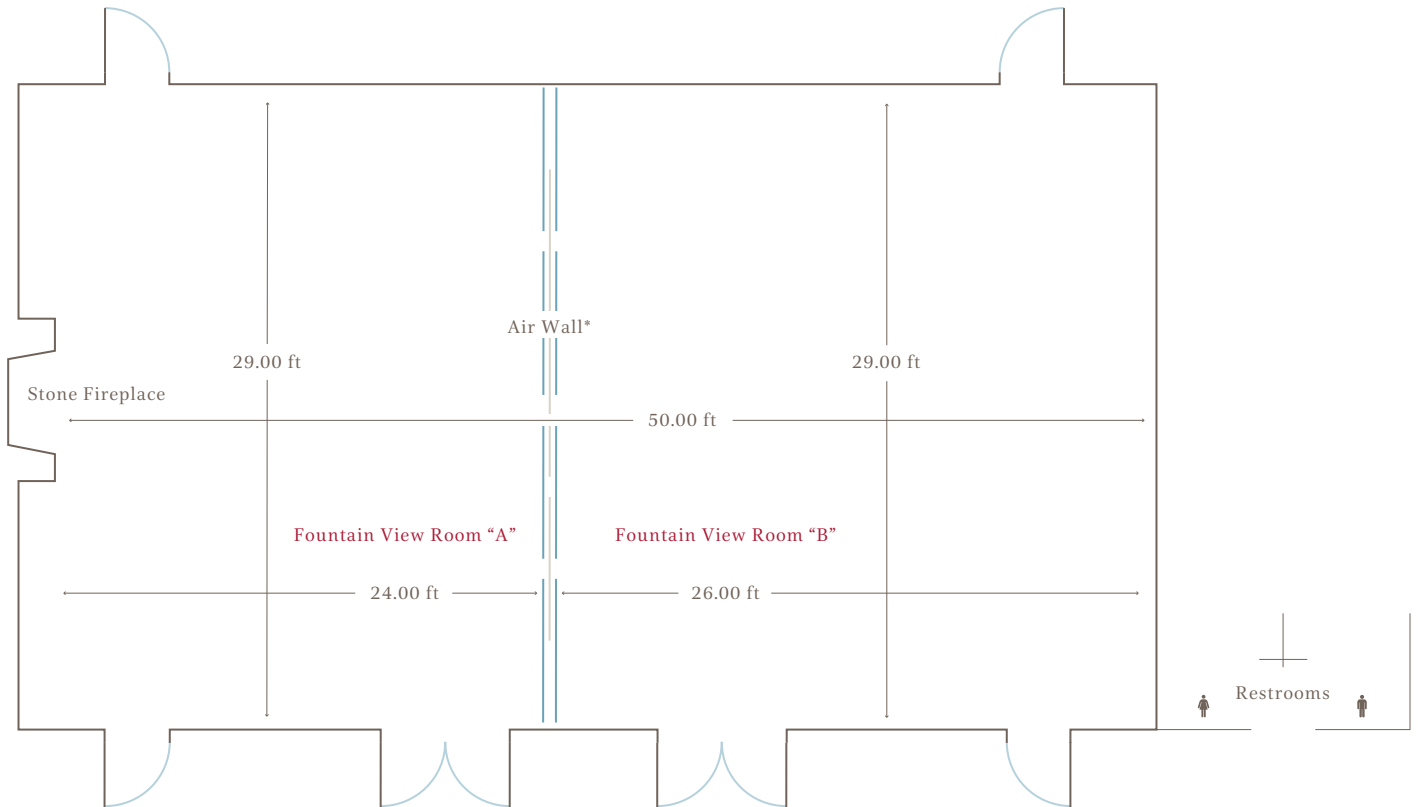 Air Wall*
29.00 ft
29.00 ft
Stone Fireplace
50.00 ft
Fountain View Room “A”
Fountain View Room “B”
24.00 ft
26.00 ft
Restrooms